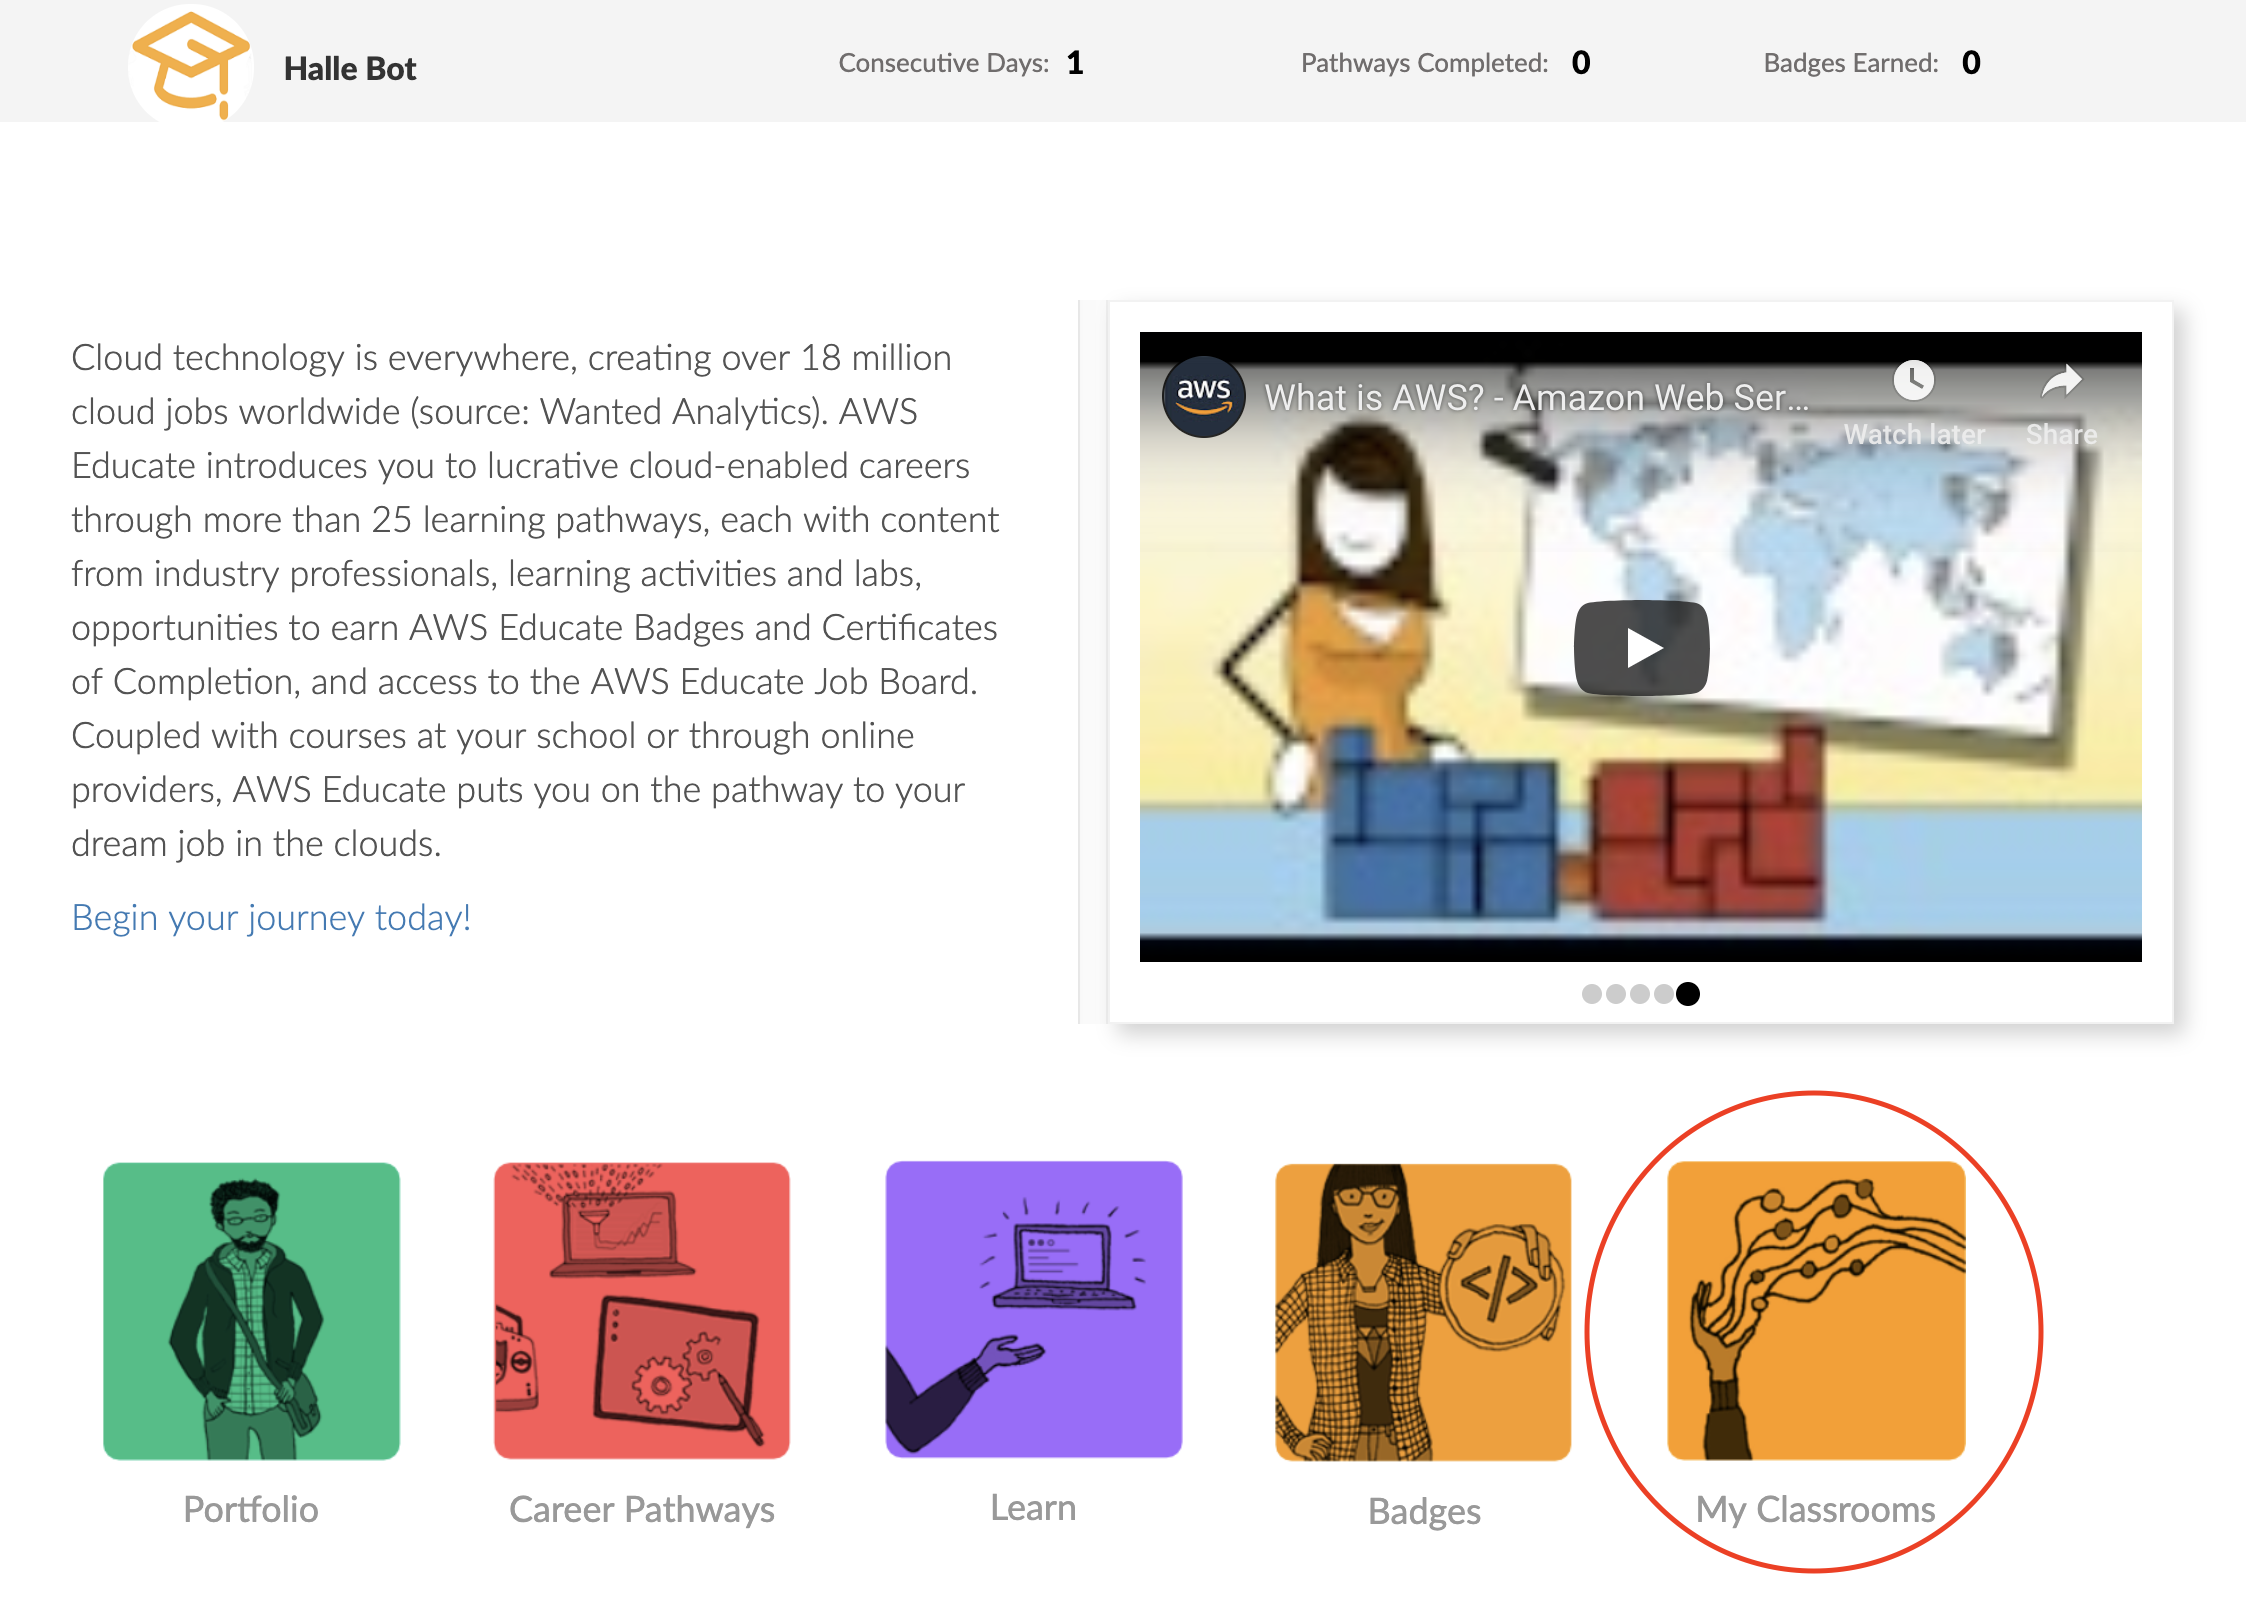 Halle Bot
Consecutive Days: 1
Pathways Completed: 0
Badges Earned: 0
Cloud technology is everywhere, creating over 18 million
cloud jobs worldwide (source: Wanted Analytics). AWS
Educate introduces you to lucrative cloud-enabled careers
through more than 25 learning pathways, each with content
from industry professionals, learning activities and labs,
opportunities to earn AWS Educate Badges and Certificates
of Completion, and access to the AWS Educate Job Board.
Coupled with courses at your school or through online
providers, AWS Educate puts you on the pathway to your
dream job in the clouds.
Begin your journey today!
aws
What is AWS? - Amazon Web Ser...
Watch later
Share
</>
Portfolio
Career Pathways
Learn
Badges
My Classrooms